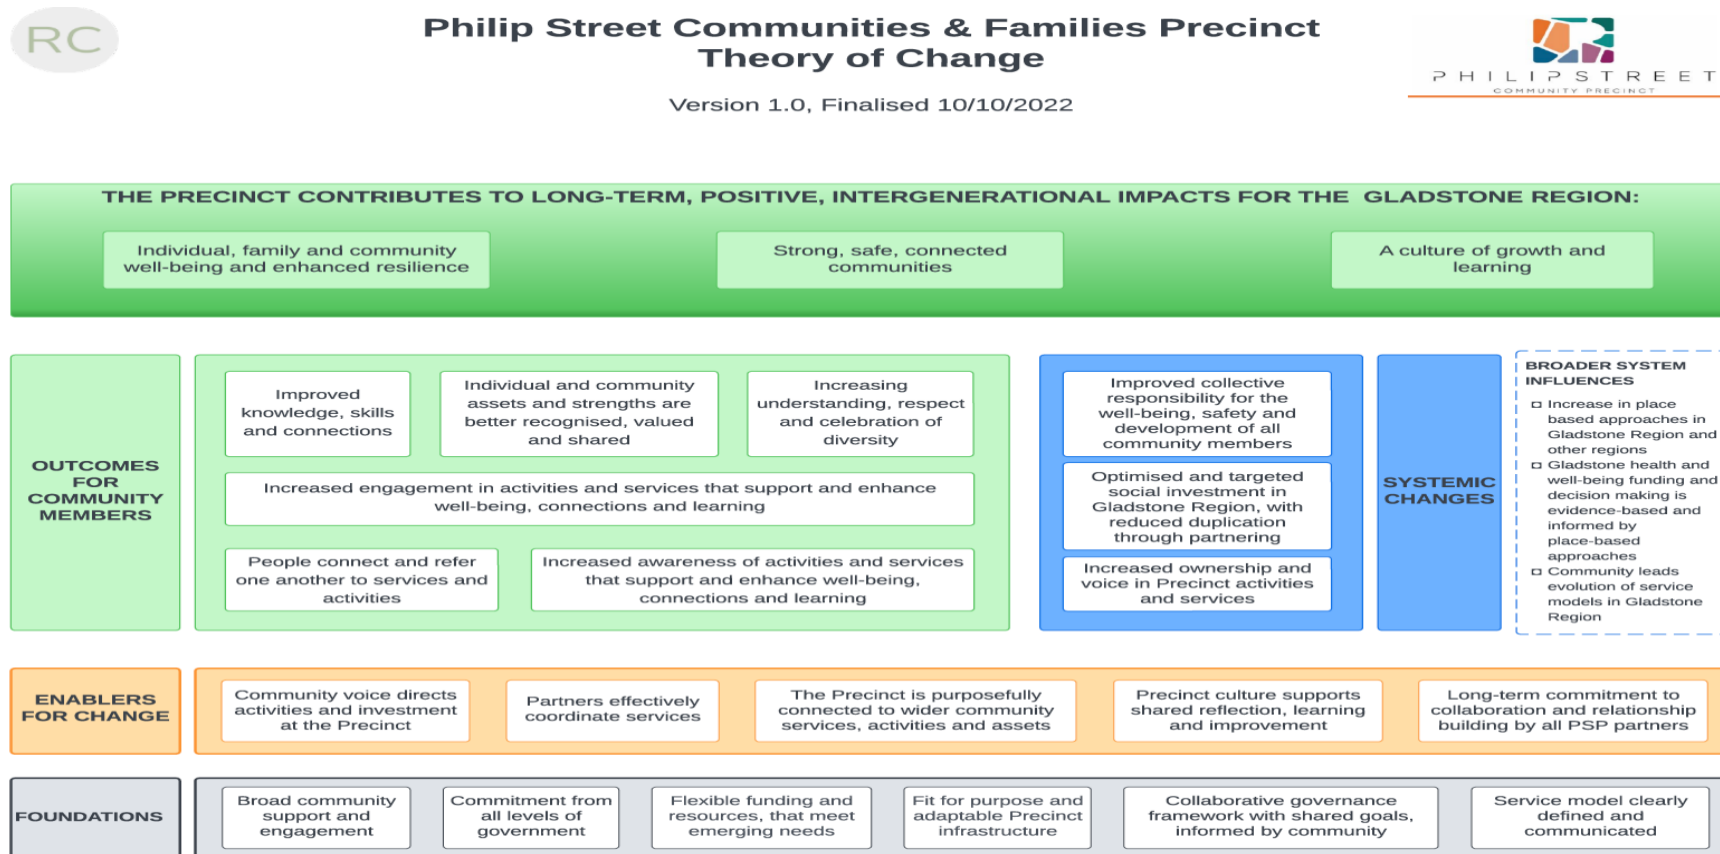 RC
Philip Street Communities & Families Precinct
Theory of Change
Version 1.0, Finalised 10/10/2022
PHILIPSTREET
COMMUNITY PRECINCT
THE PRECINCT CONTRIBUTES TO LONG-TERM, POSITIVE, INTERGENERATIONAL IMPACTS FOR THE GLADSTONE REGION:
Individual, family and community
well-being and enhanced resilience
Strong, safe, connected
communities
A culture of growth and
learning
OUTCOMES
FOR
COMMUNITY
MEMBERS
Improved
knowledge, skills
and connections
Individual and community
assets and strengths are
better recognised, valued
and shared
Increasing
understanding, respect
and celebration of
diversity
Increased engagement in activities and services that support and enhance
well-being, connections and learning
People connect and refer
one another to services and
activities
Increased awareness of activities and services
that support and enhance well-being,
connections and learning
Improved collective
responsibility for the
well-being, safety and
development of all
community members
Optimised and targeted
social investment in
Gladstone Region, with
reduced duplication
through partnering
Increased ownership and
voice in Precinct activities
and services
SYSTEMIC
CHANGES
BROADER SYSTEM
INFLUENCES
Increase in place
based approaches in
Gladstone Region and
other regions
Gladstone health and
well-being funding and
decision making is
evidence-based and
informed by
place-based
approaches
Community leads
evolution of service
models in Gladstone
Region
ENABLERS
FOR CHANGE
Community voice directs
activities and investment
at the Precinct
Partners effectively
coordinate services
The Precinct is purposefully
connected to wider community
services, activities and assets
Precinct culture supports
shared reflection, learning
and improvement
Long-term commitment to
collaboration and relationship
building by all PSP partners
FOUNDATIONS
Broad community
support and
engagement
Commitment from
all levels of
government
Flexible funding and
resources, that meet
emerging needs
Fit for purpose and
adaptable Precinct
infrastructure
Collaborative governance
framework with shared goals,
informed by community
Service model clearly
defined and
communicated